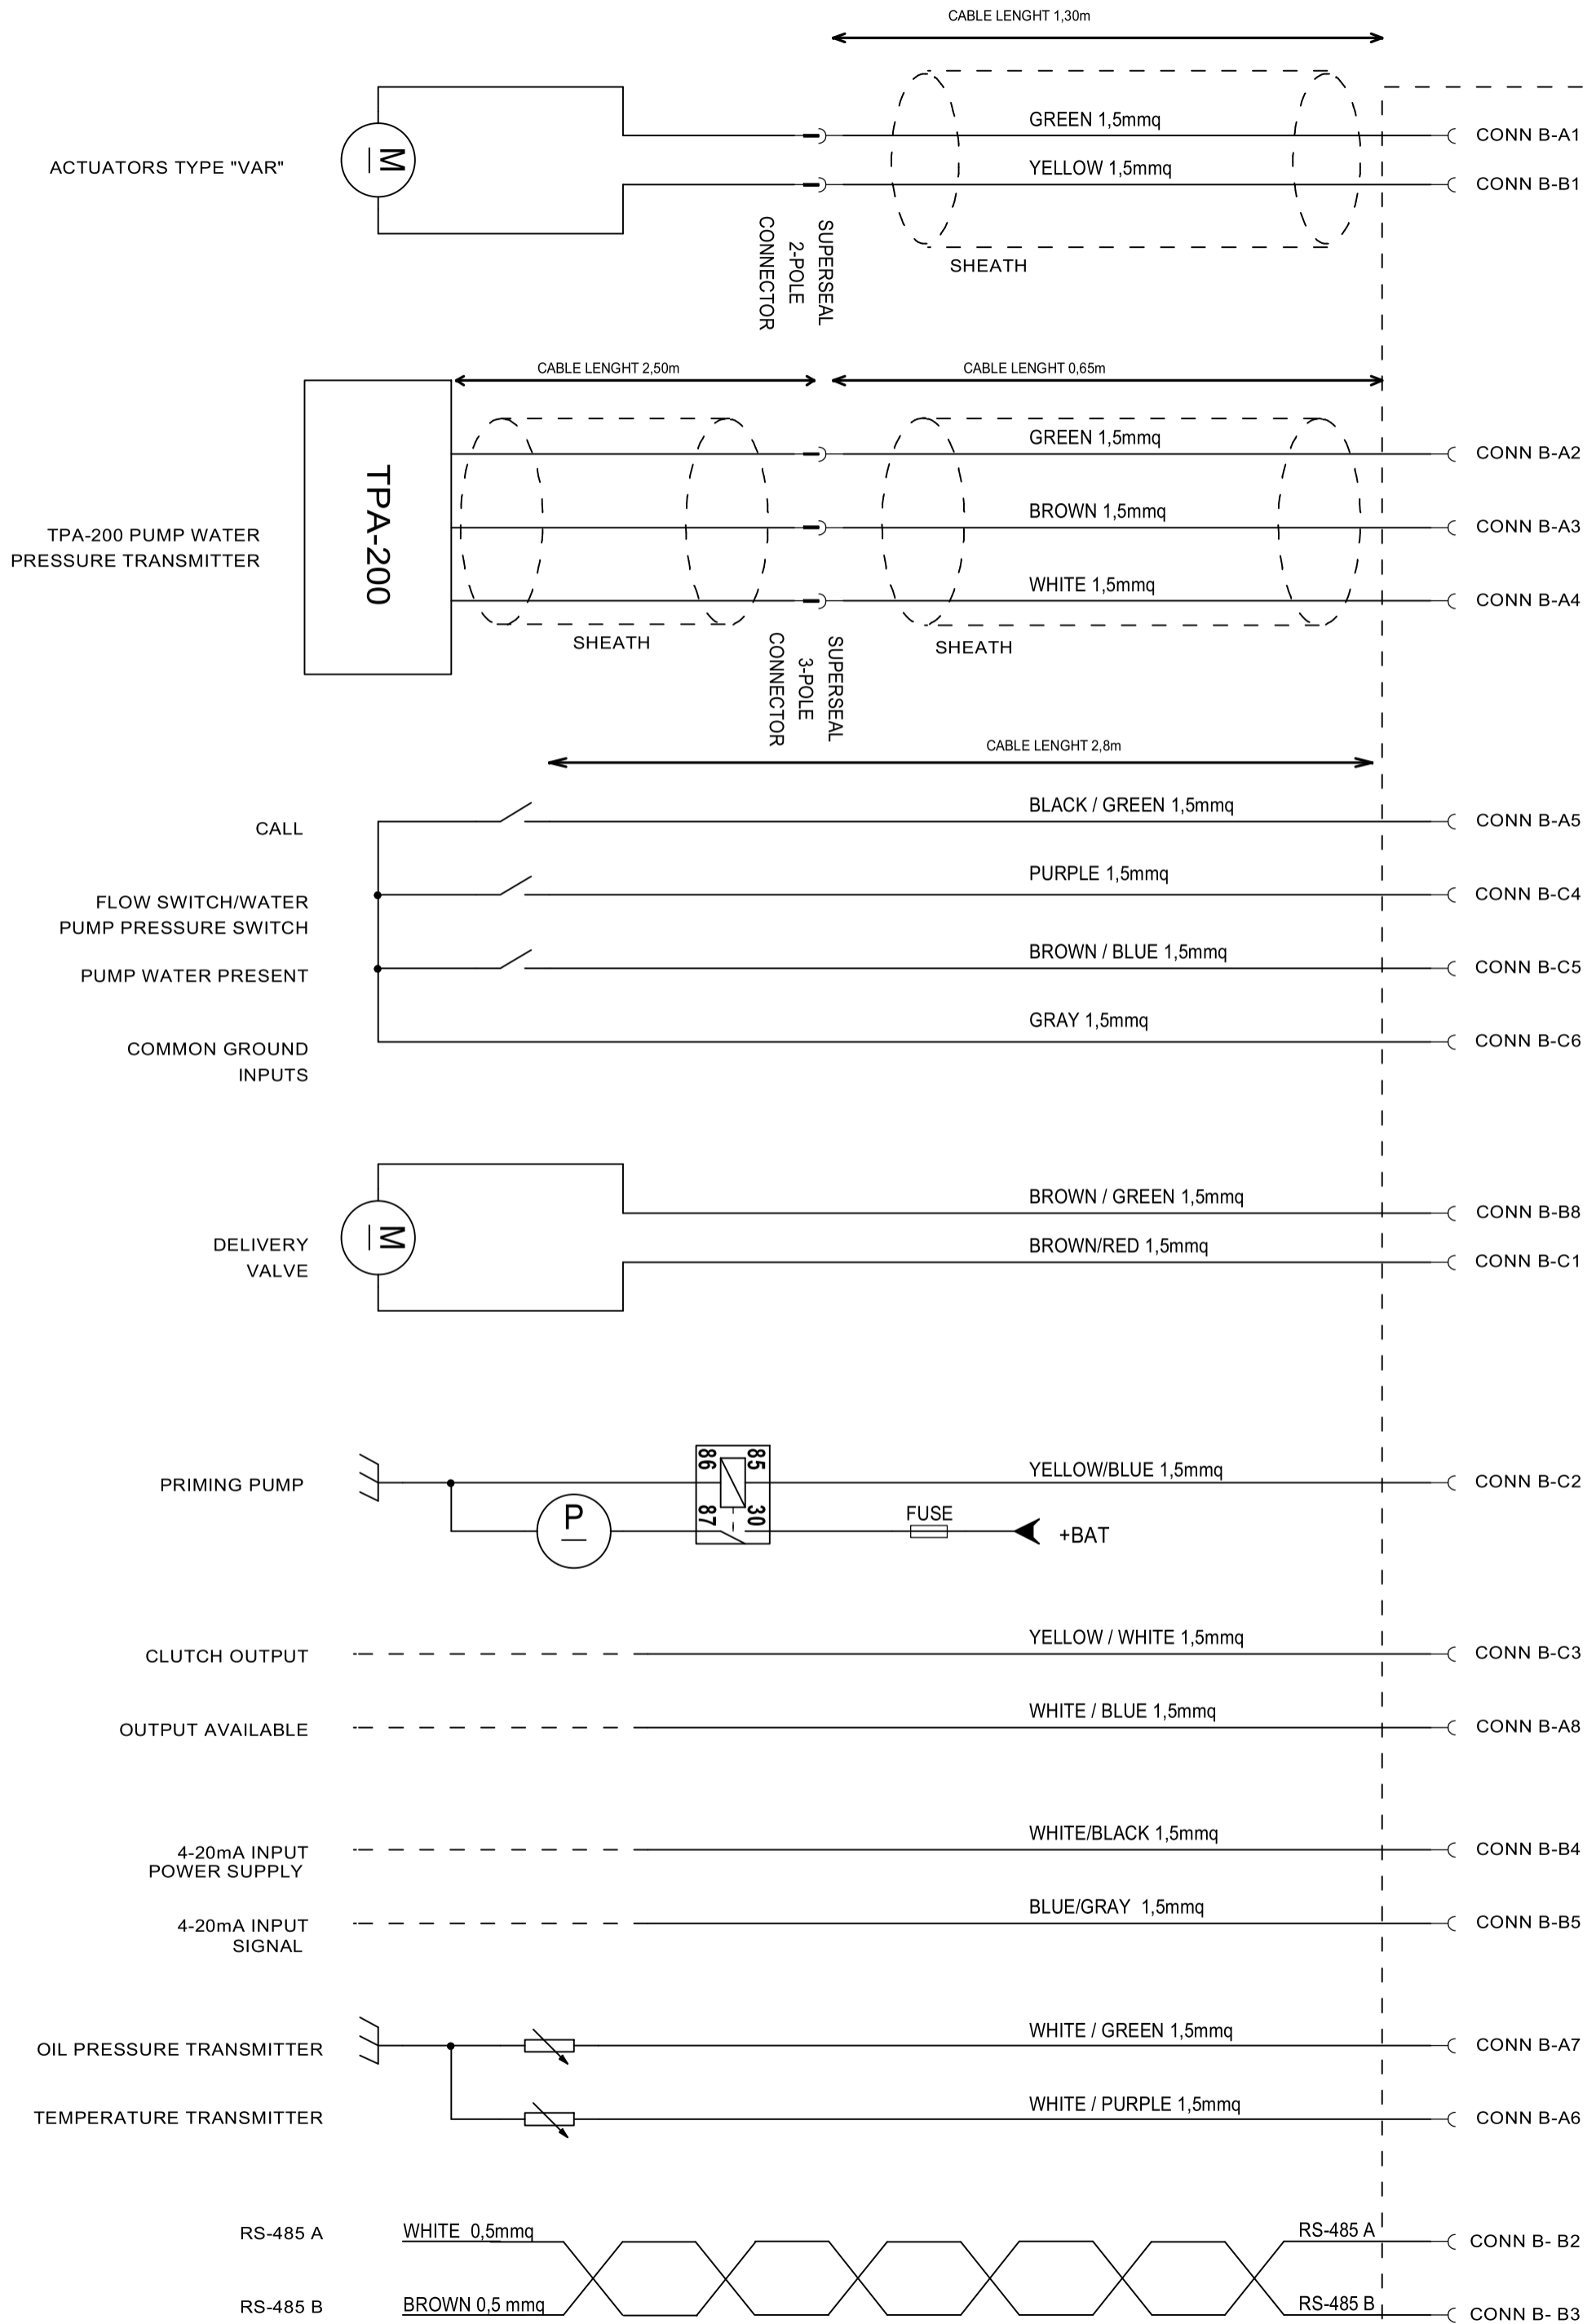 CABLE LENGHT 1,30m
GREEN 1,5mmq
CONN B-A1
ACTUATORS TYPE "VAR"
M
YELLOW 1,5mmq
CONN B-B1
SUPERSEAL
2-POLE
CONNECTOR
SHEATH
CABLE LENGHT 2,50m
CABLE LENGHT 0,65m
GREEN 1,5mmq
CONN B-A2
TPA-200
TPA-200 PUMP WATER
PRESSURE TRANSMITTER
BROWN 1,5mmq
CONN B-A3
WHITE 1,5mmq
CONN B-A4
SHEATH
SHEATH
SUPERSEAL
3-POLE
CONNECTOR
CABLE LENGHT 2,8m
CALL
BLACK / GREEN 1,5mmq
CONN B-A5
FLOW SWITCH/WATER
PUMP PRESSURE SWITCH
PURPLE 1,5mmq
CONN B-C4
PUMP WATER PRESENT
BROWN / BLUE 1,5mmq
CONN B-C5
COMMON GROUND
INPUTS
GRAY 1,5mmq
CONN B-C6
DELIVERY
VALVE
M
BROWN / GREEN 1,5mmq
CONN B-B8
BROWN/RED 1,5mmq
CONN B-C1
PRIMING PUMP
86
85
87
30
YELLOW/BLUE 1,5mmq
CONN B-C2
P
FUSE
+BAT
CLUTCH OUTPUT
YELLOW / WHITE 1,5mmq
CONN B-C3
OUTPUT AVAILABLE
WHITE / BLUE 1,5mmq
CONN B-A8
4-20mA INPUT
POWER SUPPLY
WHITE/BLACK 1,5mmq
CONN B-B4
4-20mA INPUT
SIGNAL
BLUE/GRAY 1,5mmq
CONN B-B5
OIL PRESSURE TRANSMITTER
WHITE / GREEN 1,5mmq
CONN B-A7
TEMPERATURE TRANSMITTER
WHITE / PURPLE 1,5mmq
CONN B-A6
RS-485 A
WHITE 0,5mmq
RS-485 A
CONN B- B2
RS-485 B
BROWN 0,5 mmq
RS-485 B
CONN B- B3